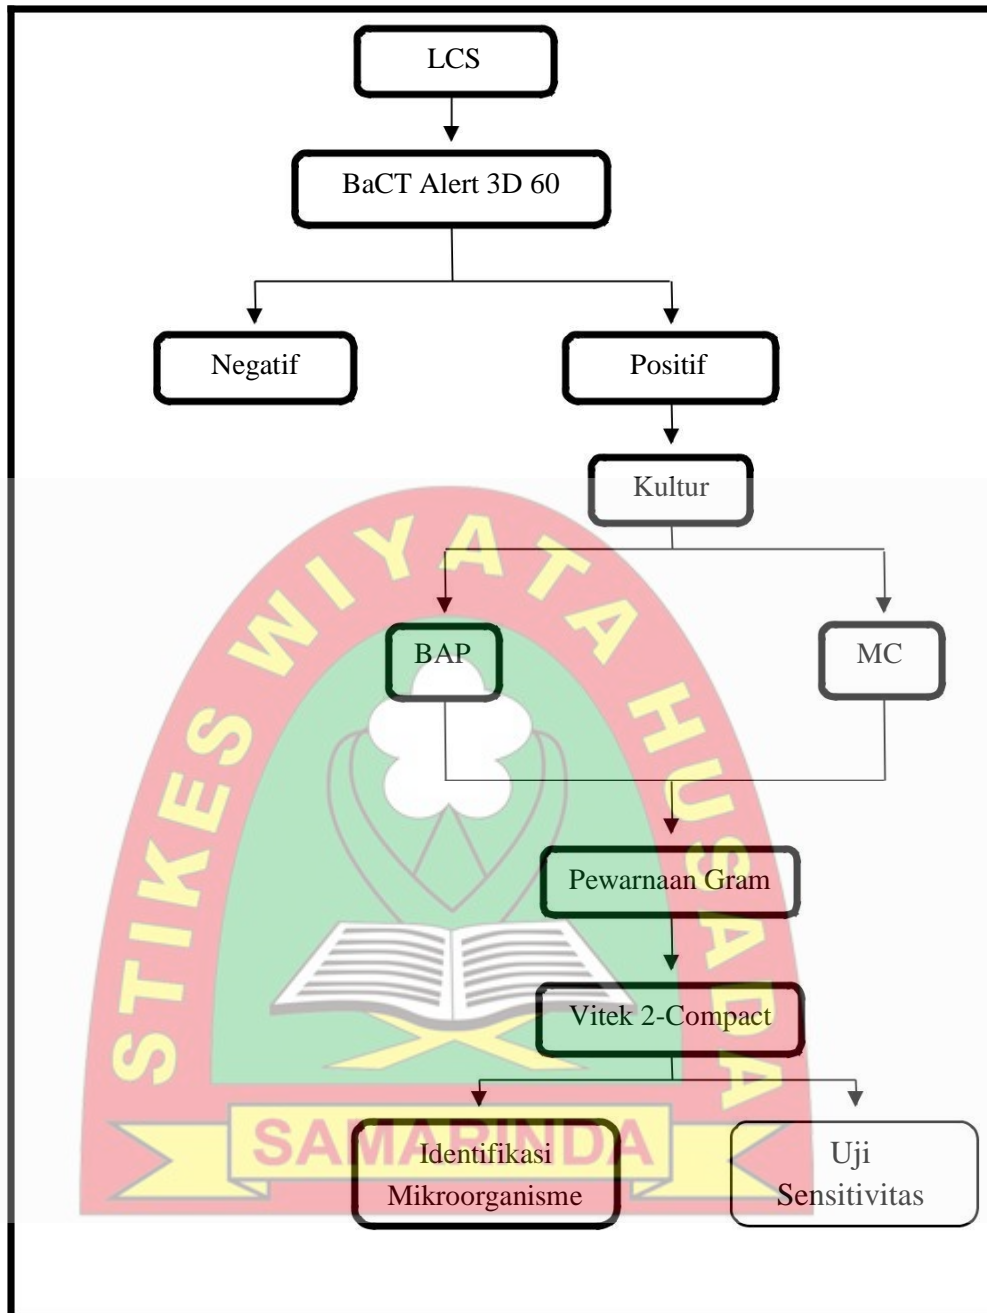 LCS
BaCT Alert 3D 60
Negatif
Positif
Kultur
BAP
MC
Pewarnaan Gram
Vitek 2-Compact
Identifikasi
Mikroorganisme
Uji
Sensitivitas
STIKES WIYATA HUSADA
SAMARINDA